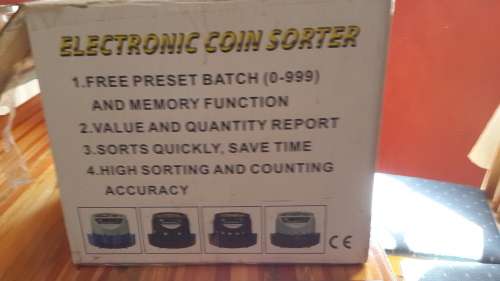 ELECTRONIC COIN SORTER
1.FREE PRESET BATCH (0-999)
AND MEMORY FUNCTION
2.VALUE AND QUANTITY REPORT
3.SORTS QUICKLY, SAVE TIME
4.HIGH SORTING AND COUNTING
ACCURACY
CE